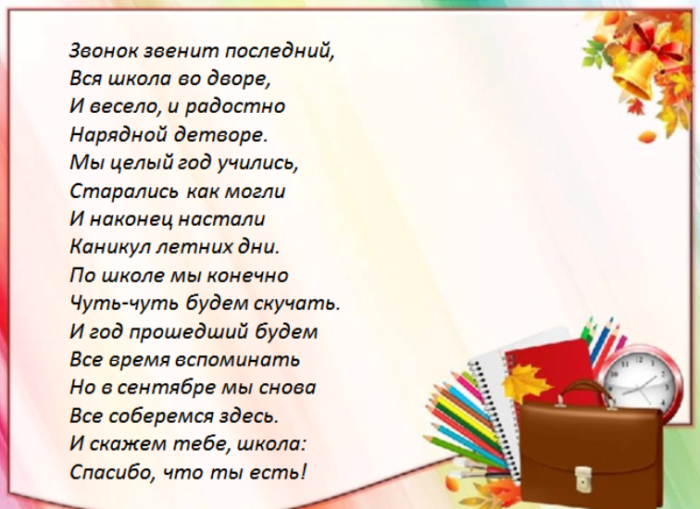 Звонок звенит последний,
Вся школа во дворе,
И весело, и радостно
Нарядной детворе.
Мы целый год учились,
Старались как могли
И наконец настали
Каникул летних дни.
По школе мы конечно
Чуть-чуть будем скучать.
И год прошедший будем
Все время вспоминать
Но в сентябре мы снова
Все соберемся здесь.
И скажем тебе, школа:
Спасибо, что ты есть!